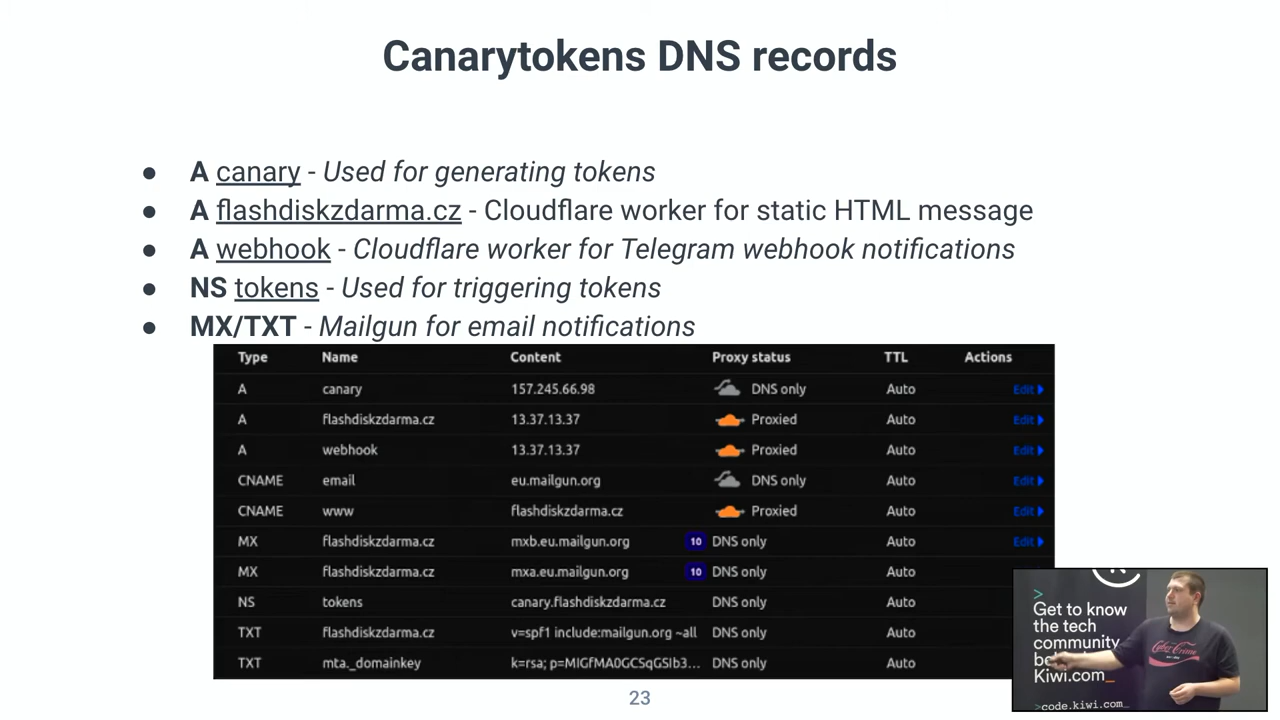 Canarytokens DNS records
● A canary - Used for generating tokens
● A flashdiskzdarma.cz - Cloudflare worker for static HTML message
● A webhook - Cloudflare worker for Telegram webhook notifications
● NS tokens - Used for triggering tokens
● MX/TXT - Mailgun for email notifications
Type Name Content Proxy status TTL Actions
A canary 157.245.66.98 DNS only Auto Edit
A flashdiskzdarma.cz 13.37.13.37 Proxied Auto Edit
A webhook 13.37.13.37 Proxied Auto Edit
CNAME email eu.mailgun.org DNS only Auto Edit
CNAME www flashdiskzdarma.cz Proxied Auto Edit
MX flashdiskzdarma.cz mxb.eu.mailgun.org 10 DNS only Auto Edit
MX flashdiskzdarma.cz mxa.eu.mailgun.org 10 DNS only Auto
NS tokens canary.flashdiskzdarma.cz DNS only Auto
TXT flashdiskzdarma.cz v=spf1 include:mailgun.org ~all DNS only Auto
TXT mta._domainkey k=rsa; p=MIGfMA0GCSqGSIb3... DNS only Auto
23
>
Get to know
the tech
community
Kiwi.com_
>code.kiwi.com_
Cyber Crime